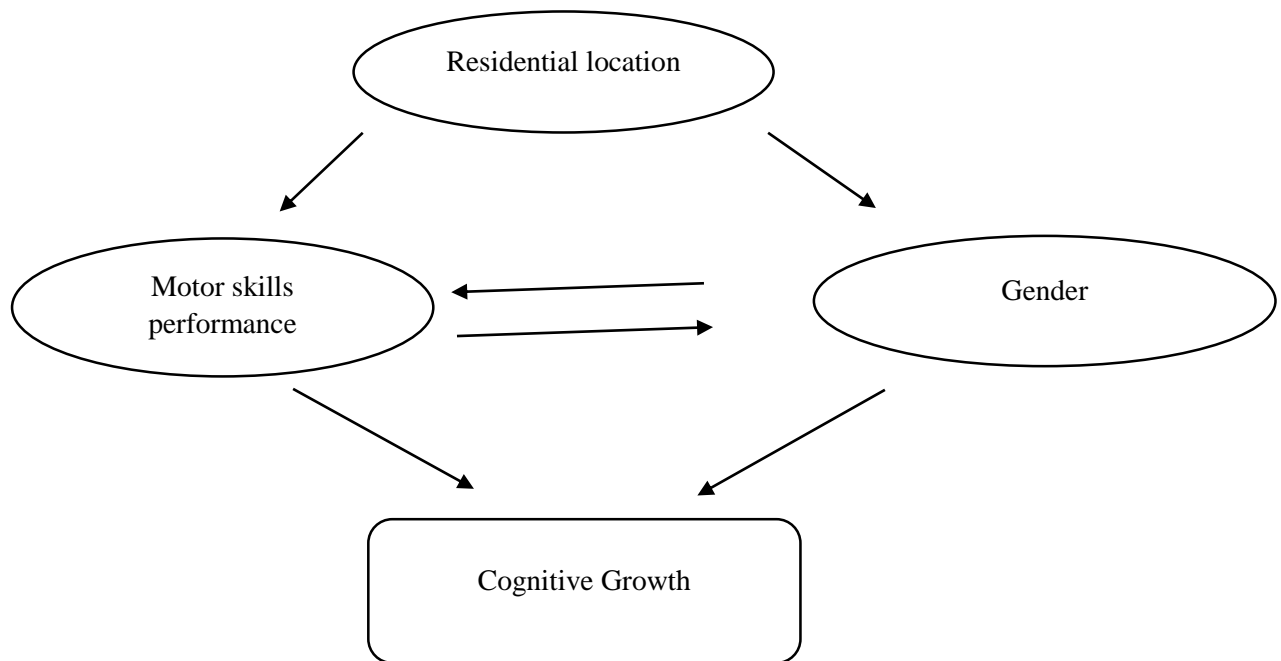 Residential location
Motor skills
performance
Gender
Cognitive Growth